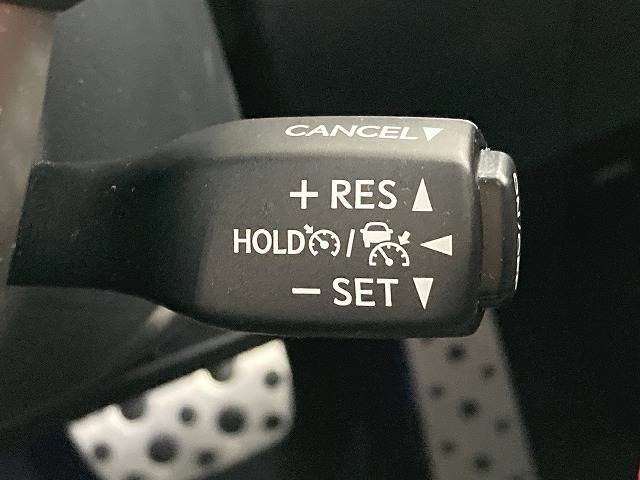 CANCEL▼
+ RES ▲
HOLD / ◀
− SET ▼